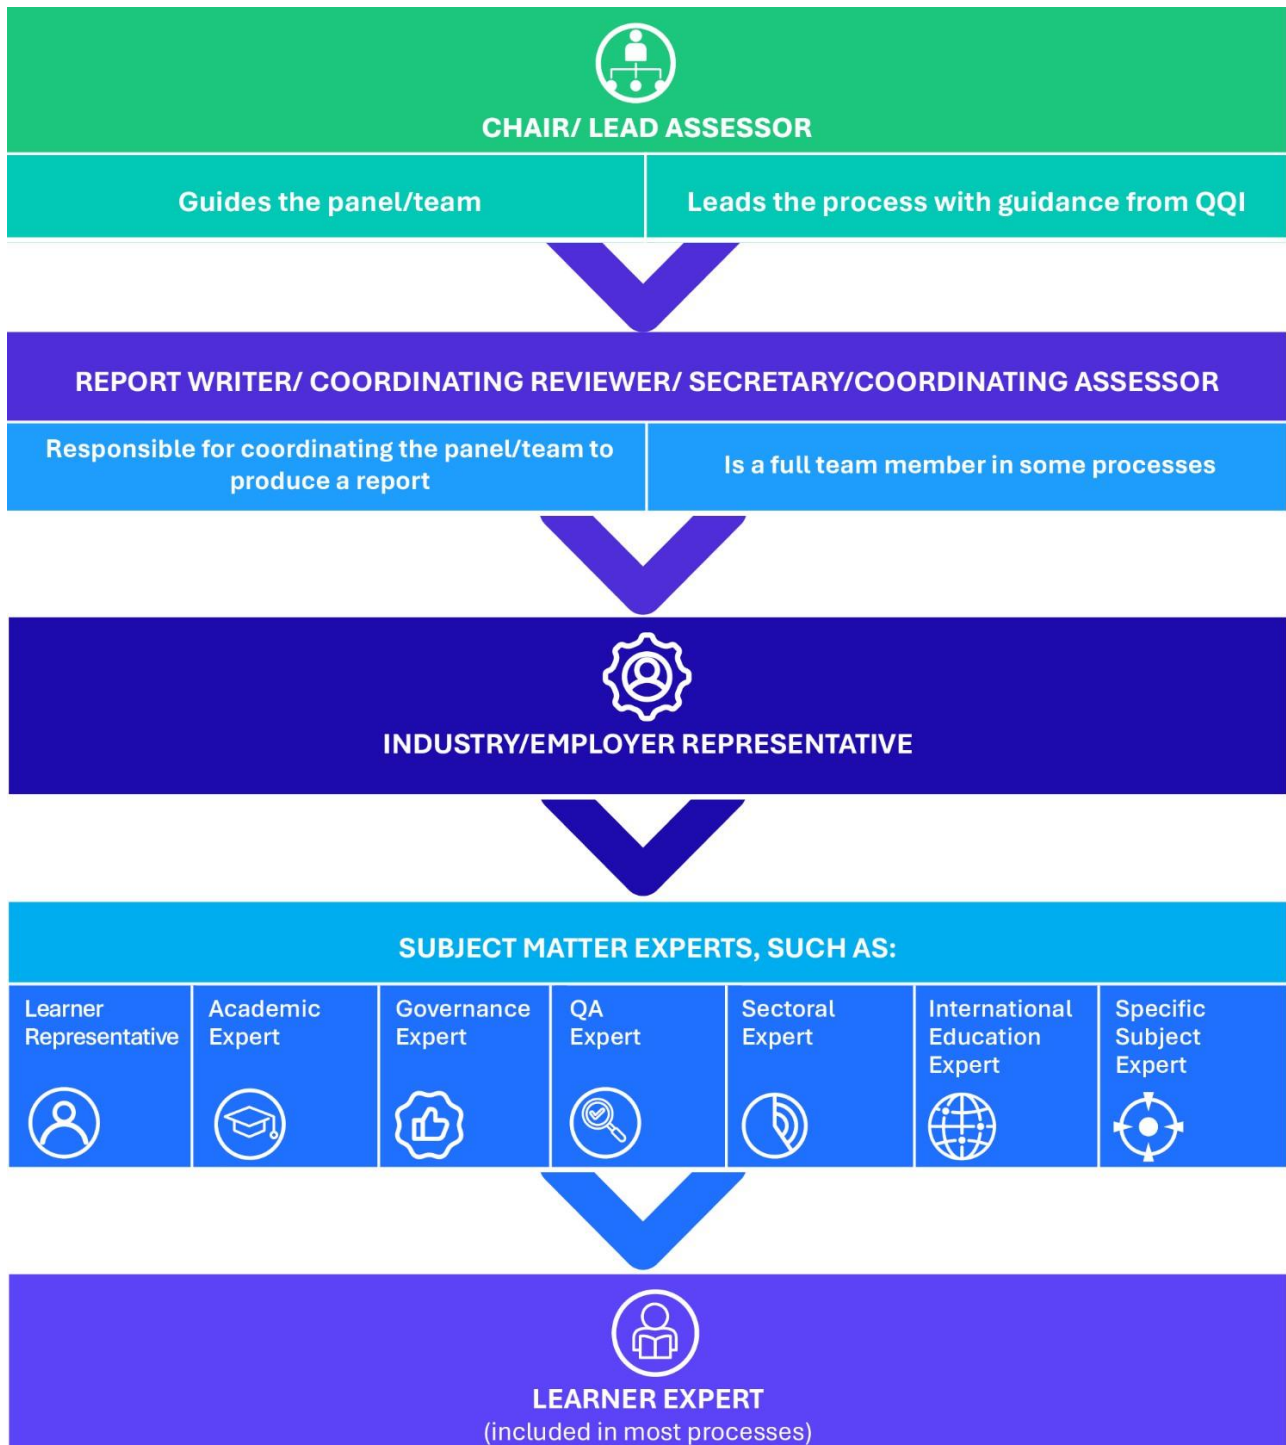 CHAIR/ LEAD ASSESSOR
Guides the panel/team
Leads the process with guidance from QQI
REPORT WRITER/ COORDINATING REVIEWER/ SECRETARY/COORDINATING ASSESSOR
Responsible for coordinating the panel/team to
produce a report
Is a full team member in some processes
INDUSTRY/EMPLOYER REPRESENTATIVE
SUBJECT MATTER EXPERTS, SUCH AS:
Learner
Representative
Academic
Expert
Governance
Expert
QA
Expert
Sectoral
Expert
International
Education
Expert
Specific
Subject
Expert
LEARNER EXPERT
(included in most processes)